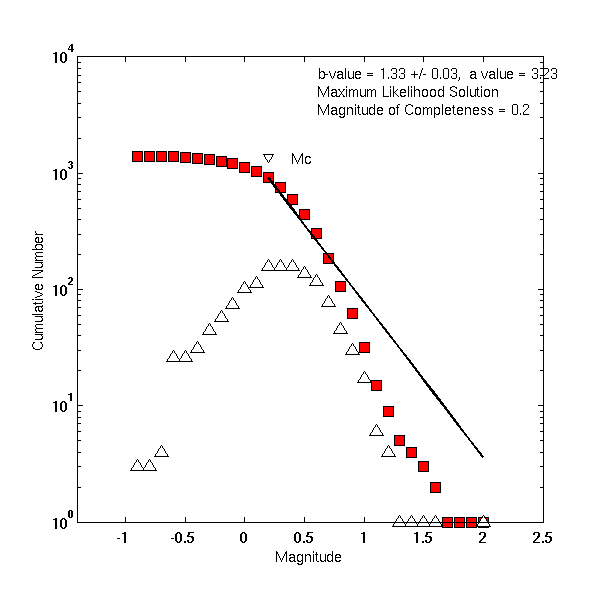 10^4
b-value = 1.33 +/- 0.03,  a value = 3.23
Maximum Likelihood Solution
Magnitude of Completeness = 0.2
Mc
10^3
Cumulative Number
10^2
10^1
10^0
-1 -0.5 0 0.5 1 1.5 2 2.5
Magnitude